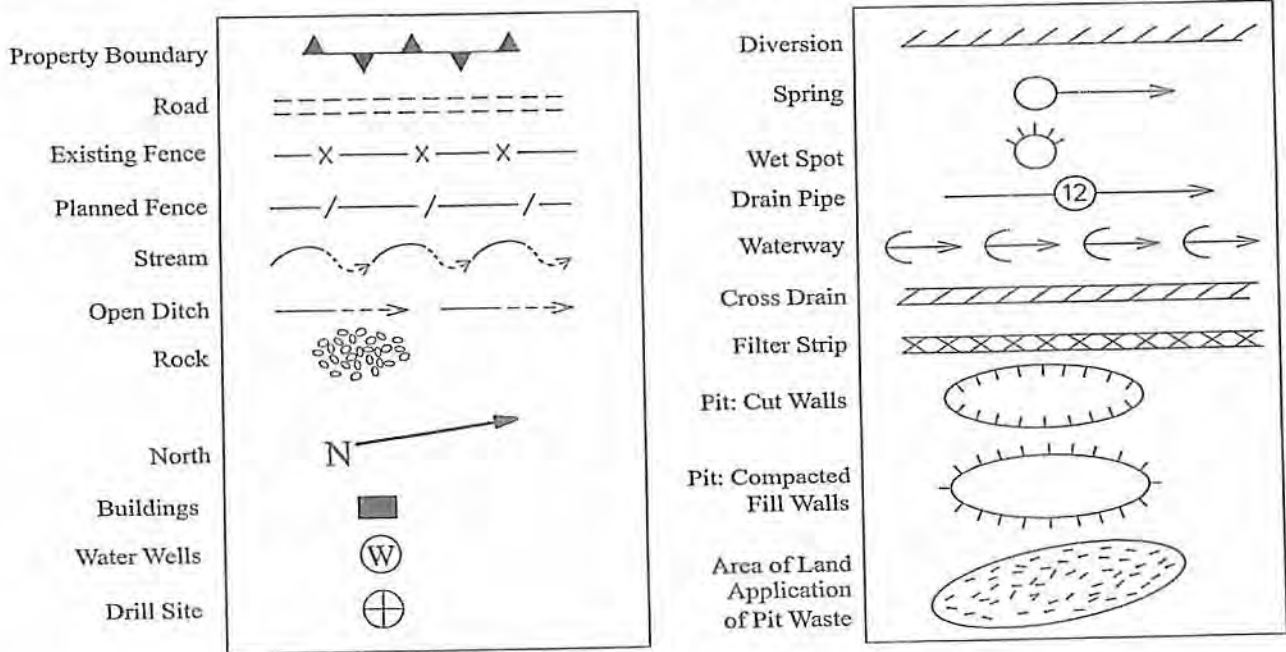 Property Boundary
Road
Existing Fence
Planned Fence
Stream
Open Ditch
Rock
North
N
Buildings
Water Wells
W
Drill Site
Diversion
Spring
Wet Spot
Drain Pipe
12
Waterway
Cross Drain
Filter Strip
Pit: Cut Walls
Pit: Compacted
Fill Walls
Area of Land
Application
of Pit Waste